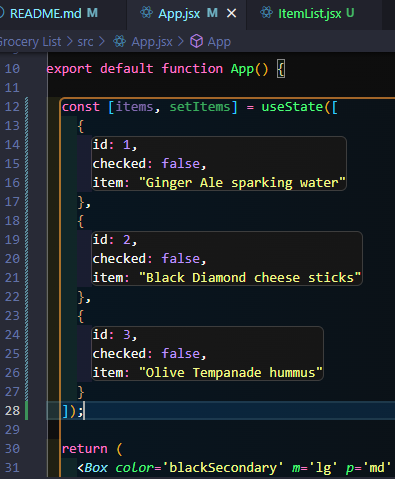 README.md M App.jsx M ItemList.jsx U
Grocery List > src > App.jsx > App
10 export default function App() {
11
12 const [items, setItems] = useState([
13 {
14 id: 1,
15 checked: false,
16 item: "Ginger Ale sparking water"
17 },
18 {
19 id: 2,
20 checked: false,
21 item: "Black Diamond cheese sticks"
22 },
23 {
24 id: 3,
25 checked: false,
26 item: "Olive Tempanade hummus"
27 }
28 ]);
29
30 return (
31 <Box color='blackSecondary' m='lg' p='md'